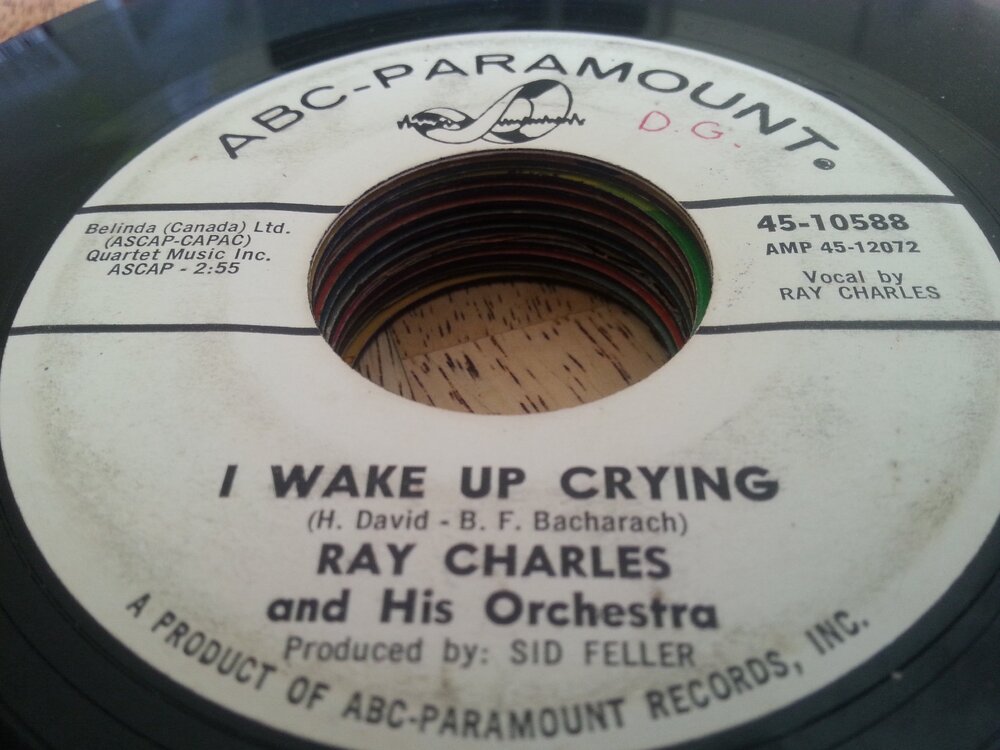 ABC-PARAMOUNT®
D.G.
Belinda (Canada) Ltd.
(ASCAP-CAPAC)
Quartet Music Inc.
ASCAP - 2:55
45-10588
AMP 45-12072
Vocal by
RAY CHARLES
I WAKE UP CRYING
(H. David - B. F. Bacharach)
RAY CHARLES
and His Orchestra
Produced by: SID FELLER
A PRODUCT OF ABC-PARAMOUNT RECORDS, INC.